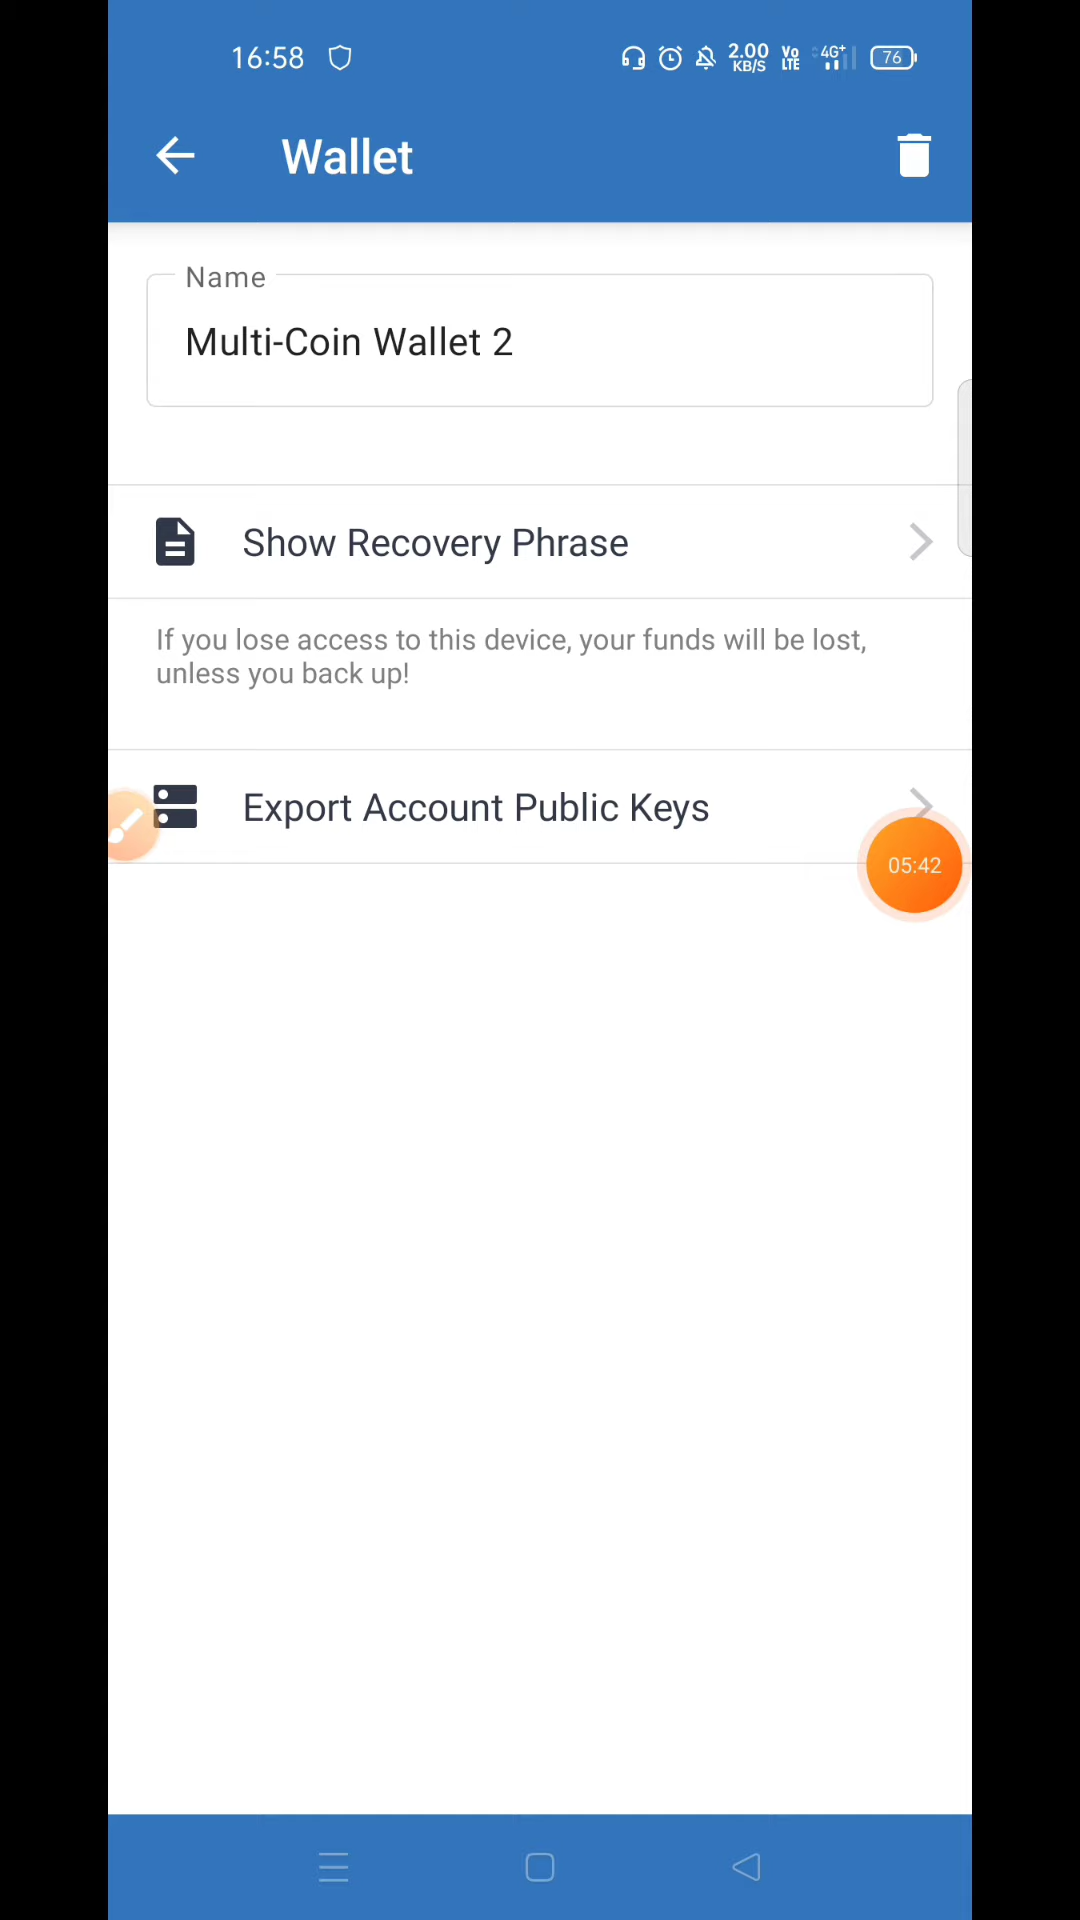 16:58
2.00 KB/S
Vo LTE
4G+
76
Wallet
Name
Multi-Coin Wallet 2
Show Recovery Phrase
If you lose access to this device, your funds will be lost,
unless you back up!
Export Account Public Keys
05:42